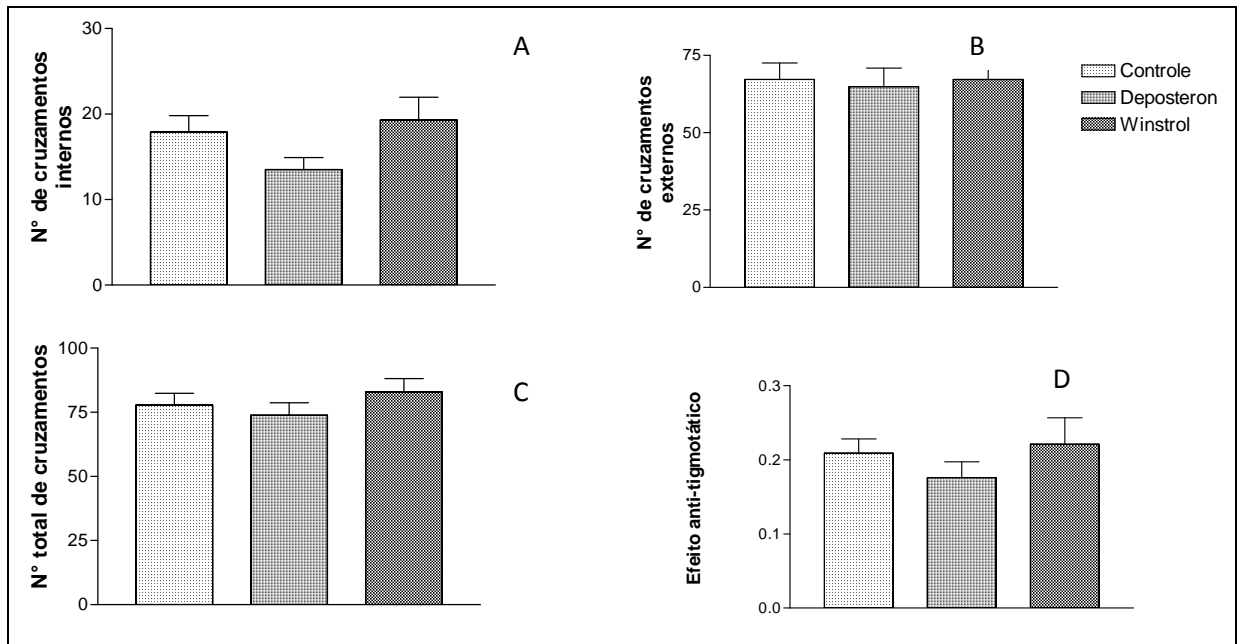 A
N° de cruzamentos
internos
30
20
10
0
B
N° de cruzamentos
externos
75
50
25
0
Controle
Deposteron
Winstrol
C
N° total de cruzamentos
100
75
50
25
0
D
Efeito anti-tigmotático
0.3
0.2
0.1
0.0